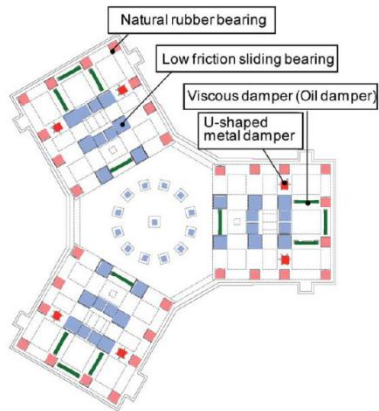 Natural rubber bearing
Low friction sliding bearing
Viscous damper (Oil damper)
U-shaped
metal damper